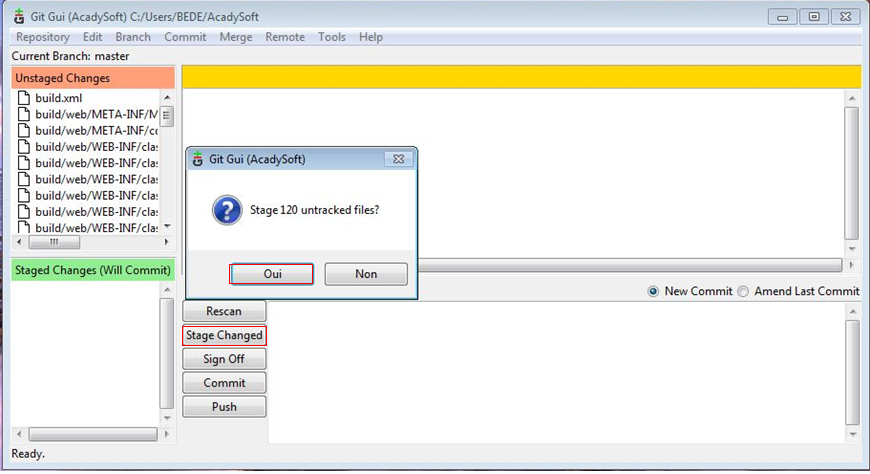 Git Gui (AcadySoft) C:/Users/BEDE/AcadySoft
Repository Edit Branch Commit Merge Remote Tools Help
Current Branch: master
Unstaged Changes
build.xml
build/web/META-INF/M
build/web/META-INF/cc
build/web/WEB-INF/clas
build/web/WEB-INF/clas
build/web/WEB-INF/clas
build/web/WEB-INF/clas
build/web/WEB-INF/clas
build/web/WEB-INF/clas
Git Gui (AcadySoft)
Stage 120 untracked files?
Oui Non
Staged Changes (Will Commit)
New Commit Amend Last Commit
Rescan
Stage Changed
Sign Off
Commit
Push
Ready.